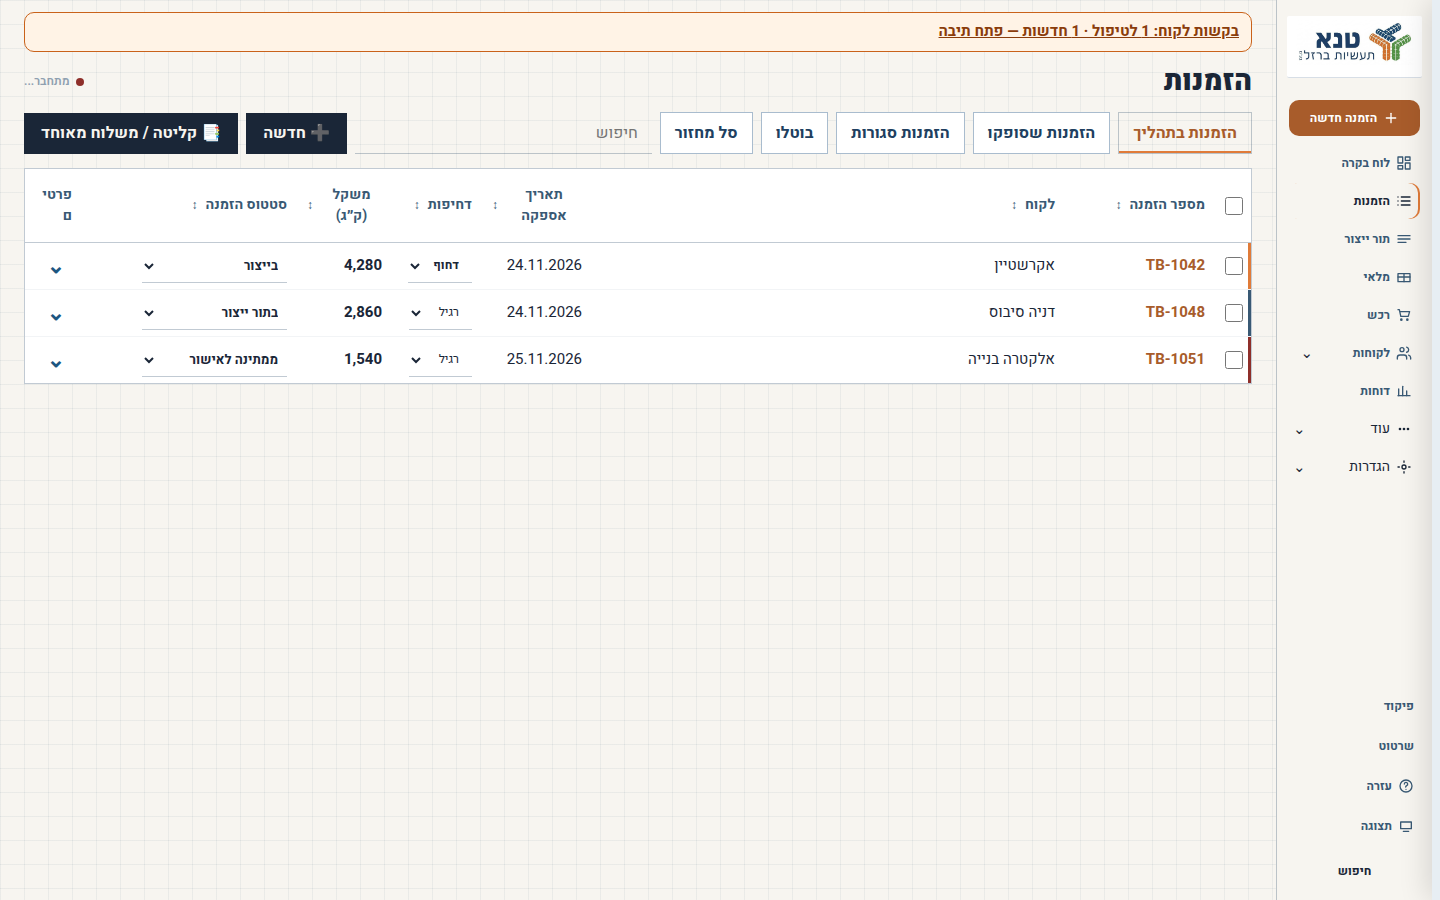 טנא
תעשיות ברזל
הזמנה חדשה
לוח בקרה
הזמנות
תור ייצור
מלאי
רכש
לקוחות
דוחות
עוד
הגדרות
פיקוד
שרטוט
עזרה
תצוגה
חיפוש
בקשות לקוח: 1 לטיפול · 1 חדשות — פתח תיבה
הזמנות
מתחבר...
הזמנות בתהליך
הזמנות שסופקו
הזמנות סגורות
בוטלו
סל מחזור
חיפוש
➕ חדשה
📑 קליטה / משלוח מאוחד
מספר הזמנה ↕ לקוח ↕ תאריך אספקה ↕ דחיפות ↕ משקל (ק״ג) ↕ סטטוס הזמנה ↕ פרטים
TB-1042 אקרשטיין 24.11.2026 דחוף 4,280 בייצור
TB-1048 דניה סיבוס 24.11.2026 רגיל 2,860 בתור ייצור
TB-1051 אלקטרה בנייה 25.11.2026 רגיל 1,540 ממתינה לאישור